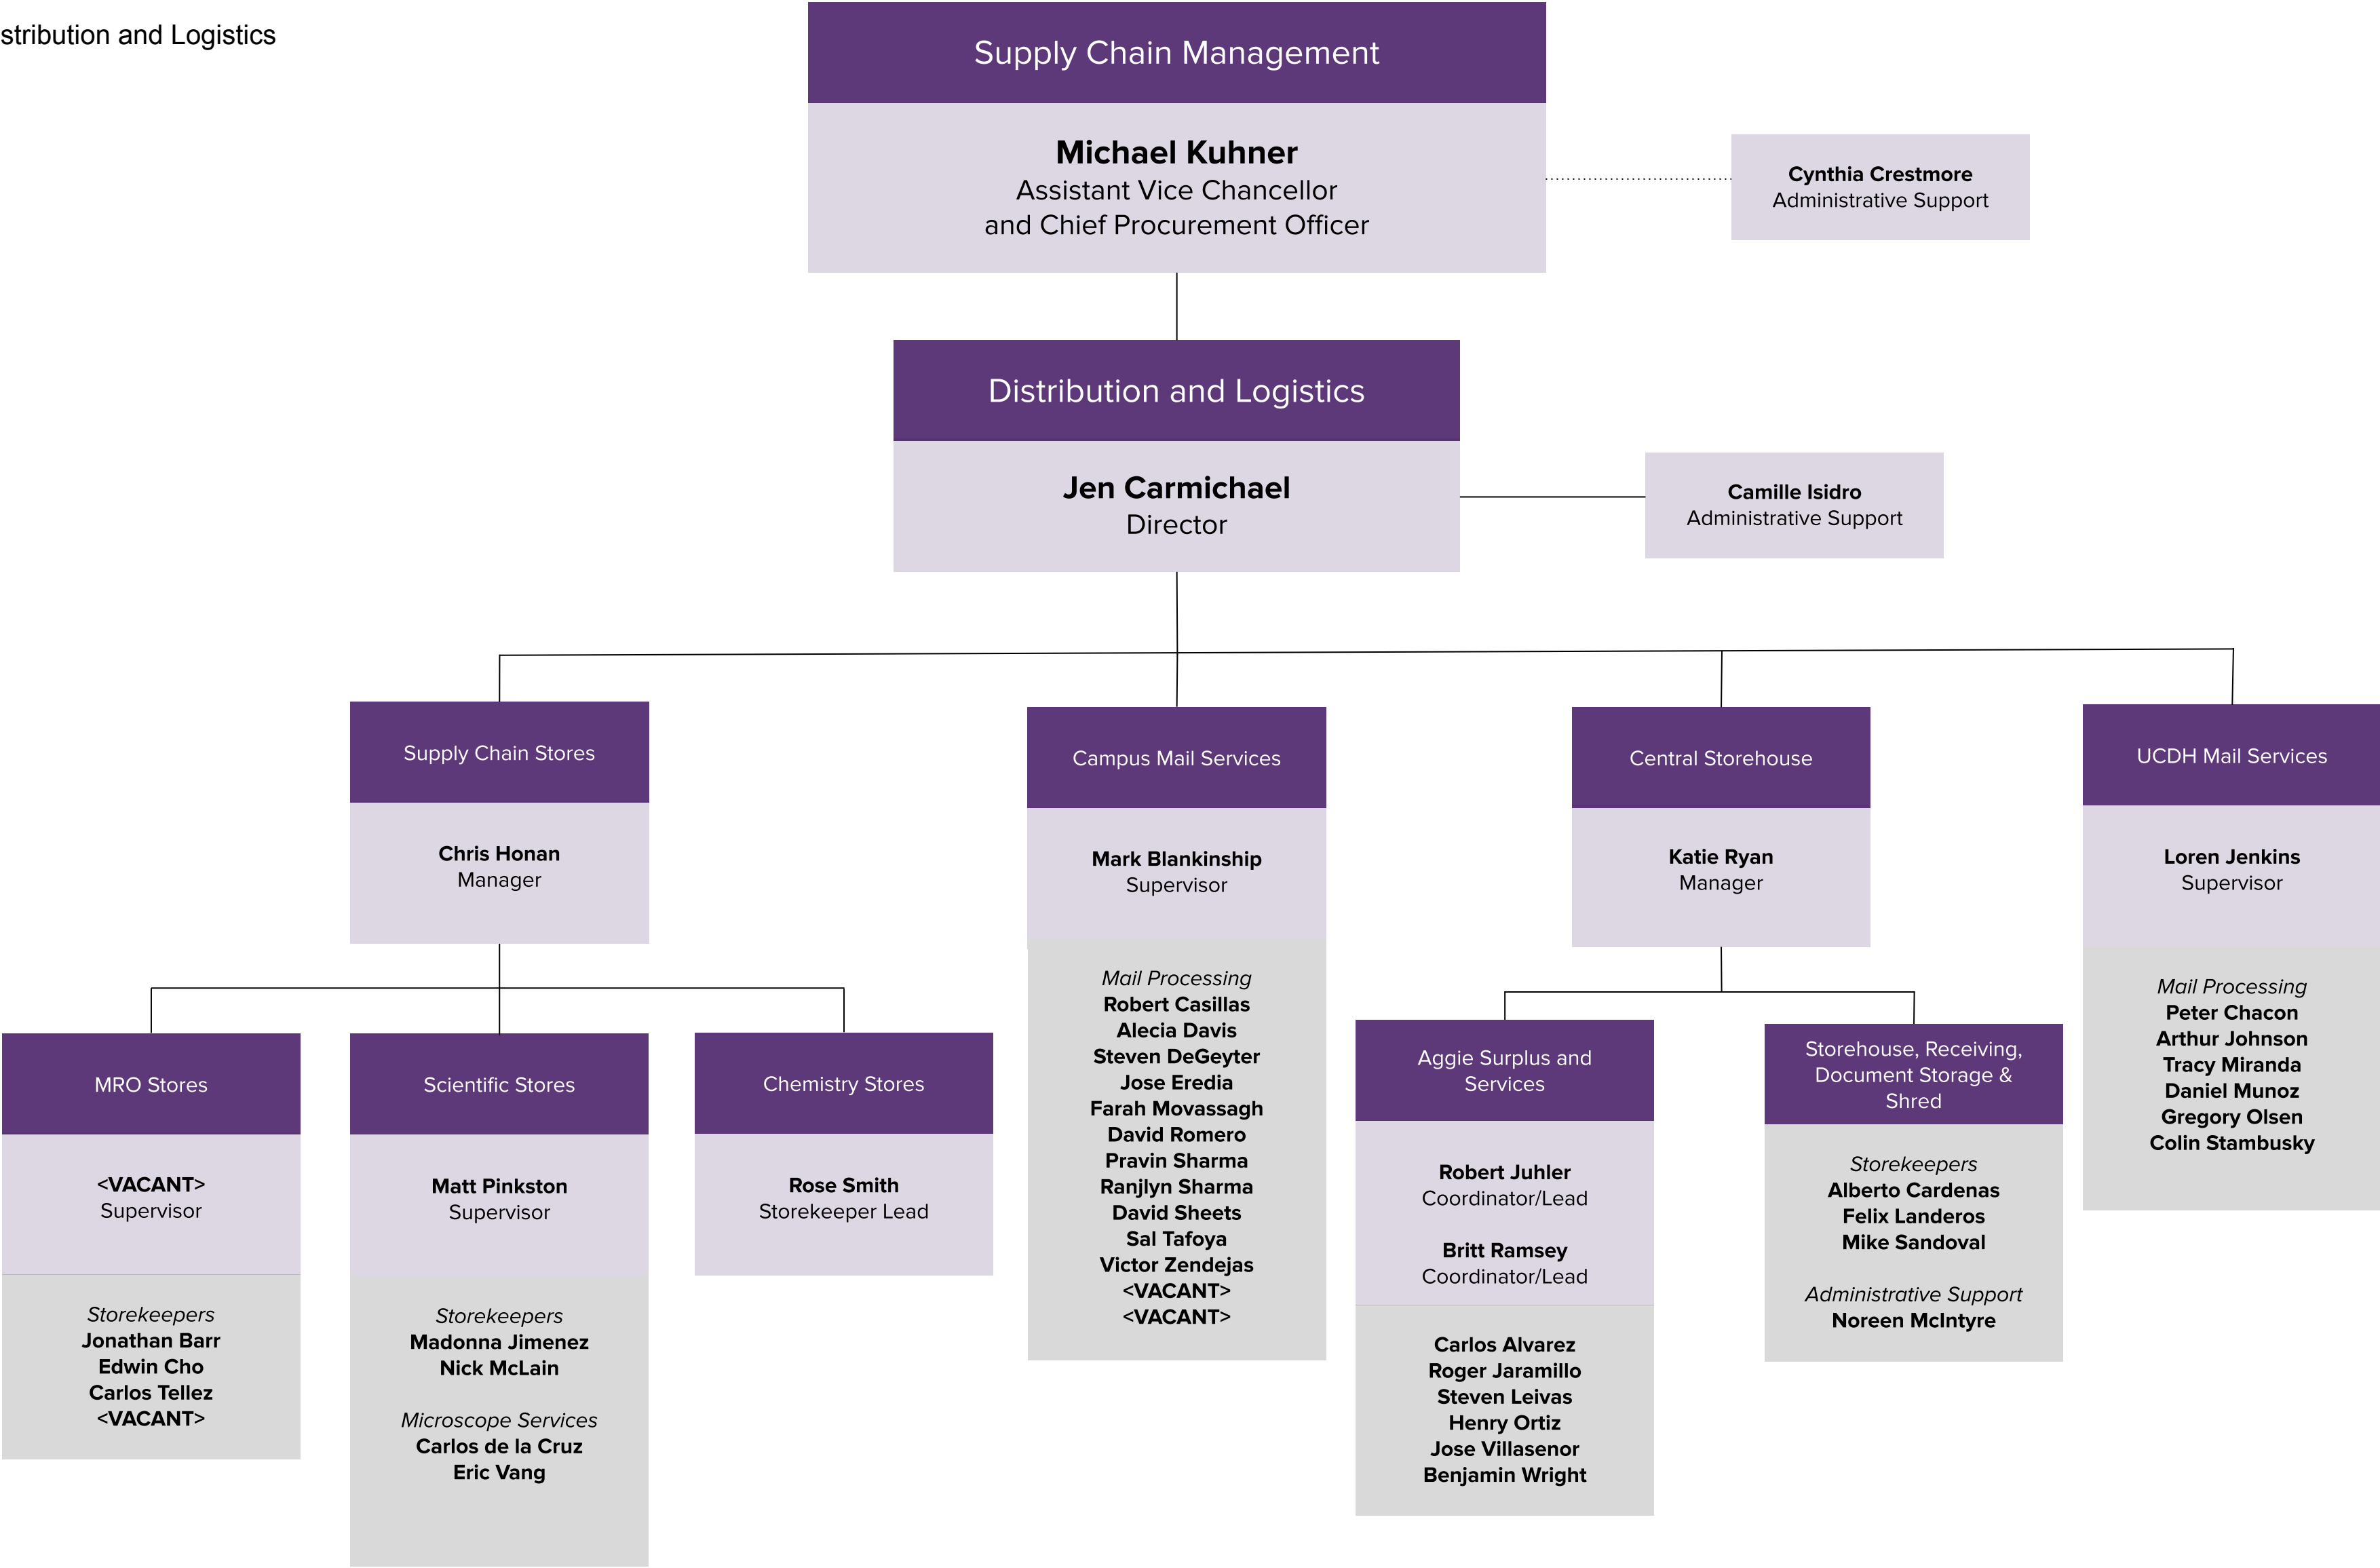 stribution and Logistics
Supply Chain Management
Michael Kuhner
Assistant Vice Chancellor
and Chief Procurement Officer
Cynthia Crestmore
Administrative Support
Distribution and Logistics
Jen Carmichael
Director
Camille Isidro
Administrative Support
Supply Chain Stores
Chris Honan
Manager
Campus Mail Services
Mark Blankinship
Supervisor
Mail Processing
Robert Casillas
Alecia Davis
Steven DeGeyter
Jose Eredia
Farah Movassagh
David Romero
Pravin Sharma
Ranjlyn Sharma
David Sheets
Sal Tafoya
Victor Zendejas
<VACANT>
<VACANT>
Central Storehouse
Katie Ryan
Manager
UCDH Mail Services
Loren Jenkins
Supervisor
Mail Processing
Peter Chacon
Arthur Johnson
Tracy Miranda
Daniel Munoz
Gregory Olsen
Colin Stambusky
MRO Stores
<VACANT>
Supervisor
Storekeepers
Jonathan Barr
Edwin Cho
Carlos Tellez
<VACANT>
Scientific Stores
Matt Pinkston
Supervisor
Storekeepers
Madonna Jimenez
Nick McLain
Microscope Services
Carlos de la Cruz
Eric Vang
Chemistry Stores
Rose Smith
Storekeeper Lead
Aggie Surplus and
Services
Robert Juhler
Coordinator/Lead
Britt Ramsey
Coordinator/Lead
Carlos Alvarez
Roger Jaramillo
Steven Leivas
Henry Ortiz
Jose Villasenor
Benjamin Wright
Storehouse, Receiving,
Document Storage &
Shred
Storekeepers
Alberto Cardenas
Felix Landeros
Mike Sandoval
Administrative Support
Noreen McIntyre